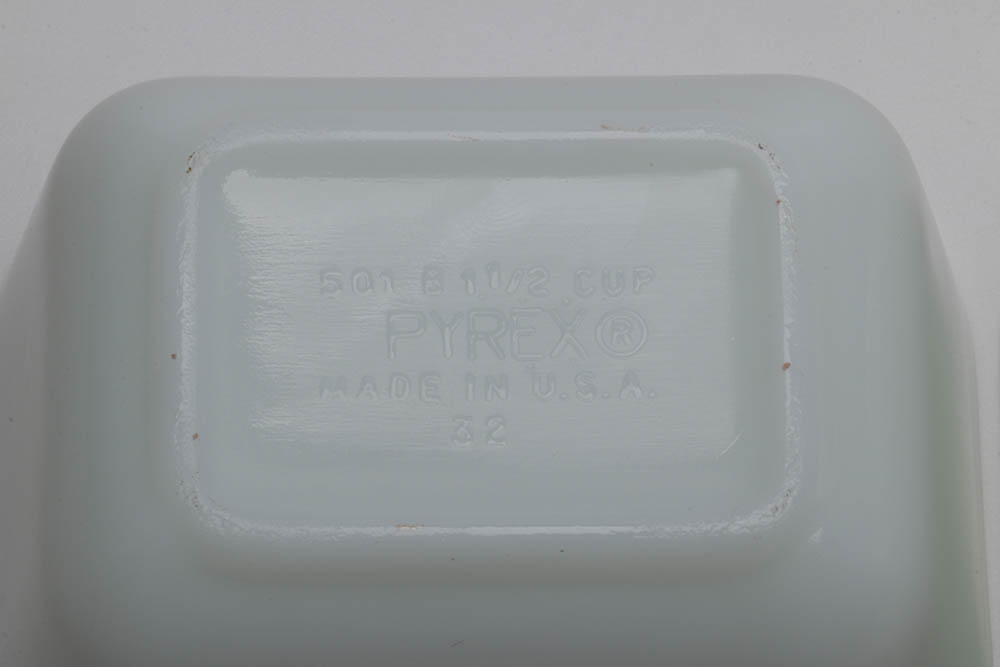 501 B 1 1/2 CUP
PYREX®
MADE IN U.S.A.
32